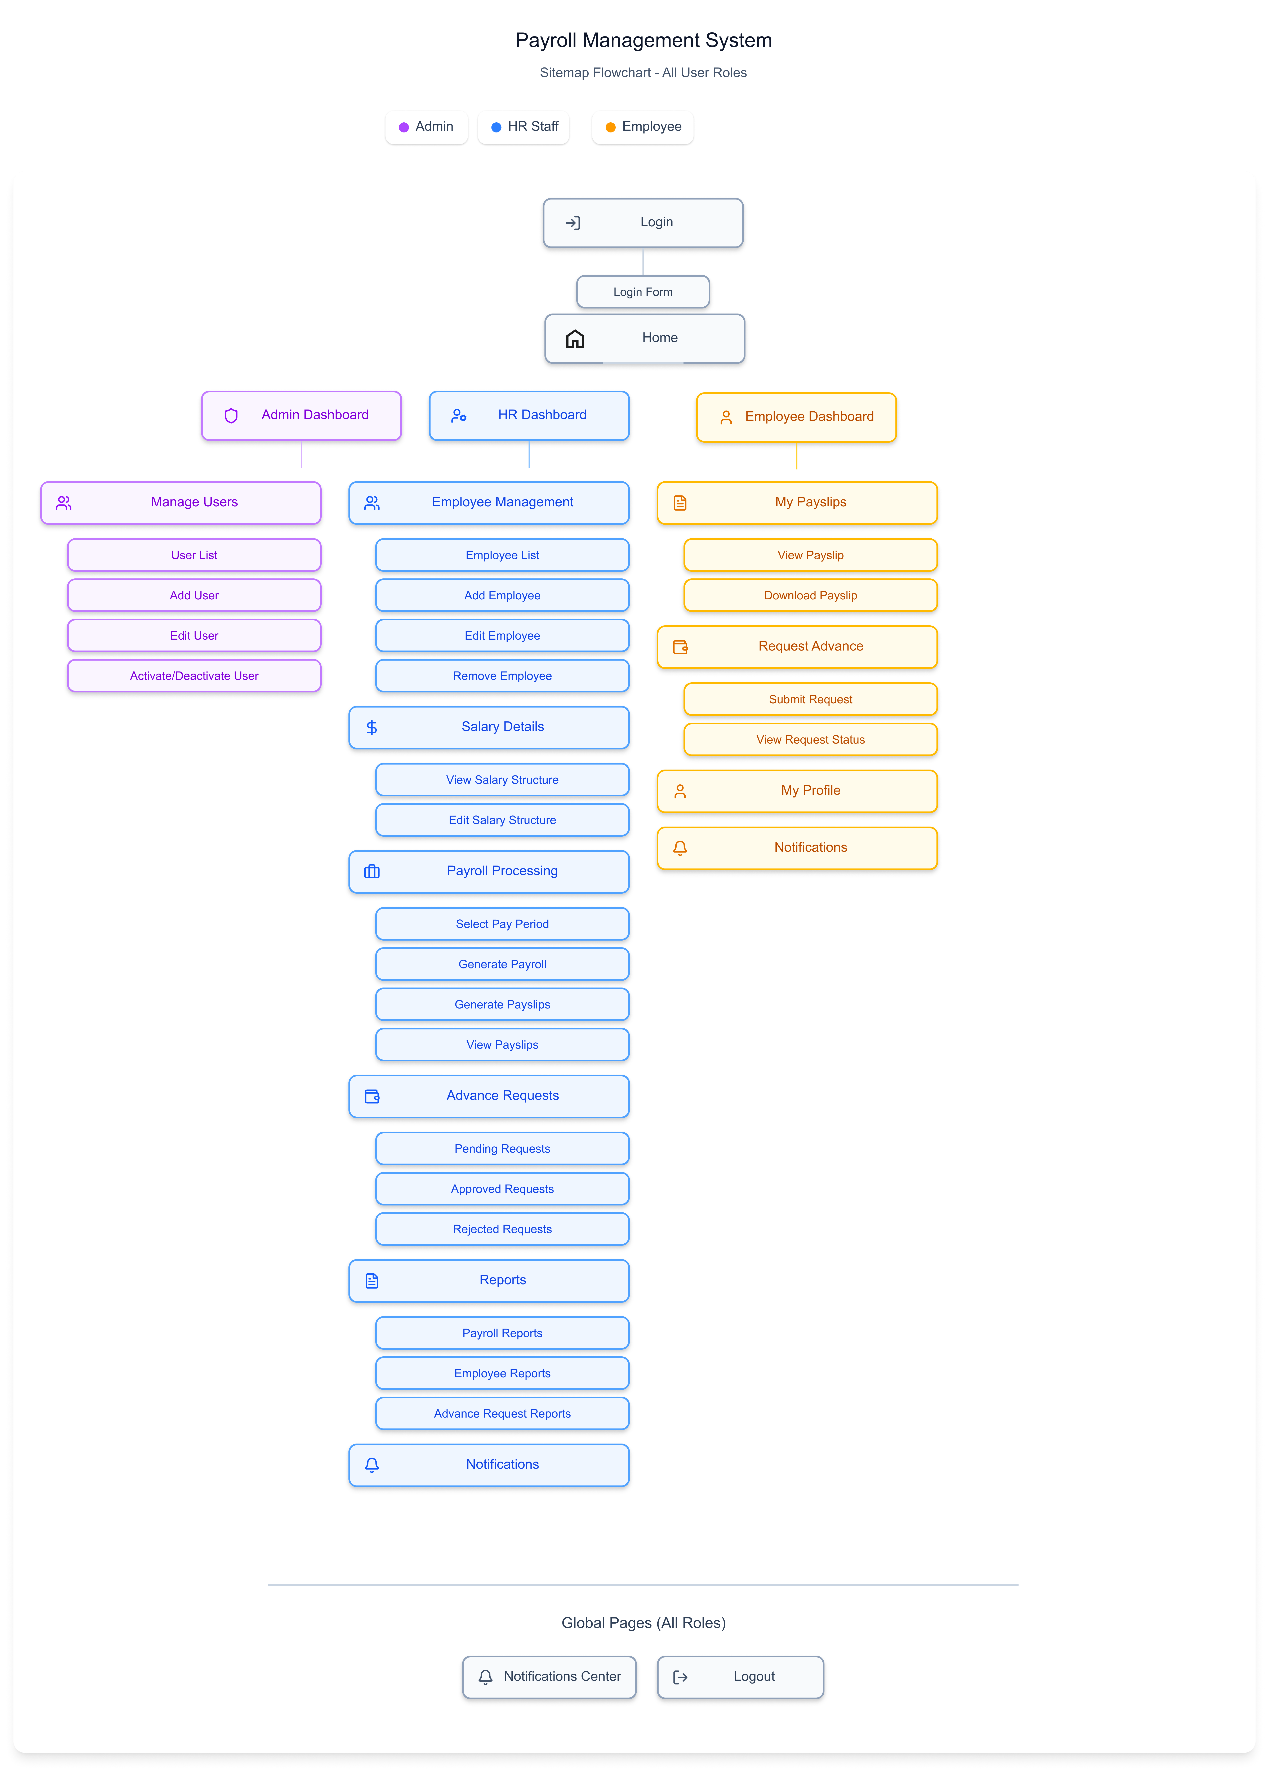 Payroll Management System
Sitemap Flowchart - All User Roles
Admin
HR Staff
Employee
Login
Login Form
Home
Admin Dashboard
HR Dashboard
Employee Dashboard
Manage Users
User List
Add User
Edit User
Activate/Deactivate User
Employee Management
Employee List
Add Employee
Edit Employee
Remove Employee
Salary Details
View Salary Structure
Edit Salary Structure
Payroll Processing
Select Pay Period
Generate Payroll
Generate Payslips
View Payslips
Advance Requests
Pending Requests
Approved Requests
Rejected Requests
Reports
Payroll Reports
Employee Reports
Advance Request Reports
Notifications
My Payslips
View Payslip
Download Payslip
Request Advance
Submit Request
View Request Status
My Profile
Notifications
Global Pages (All Roles)
Notifications Center
Logout